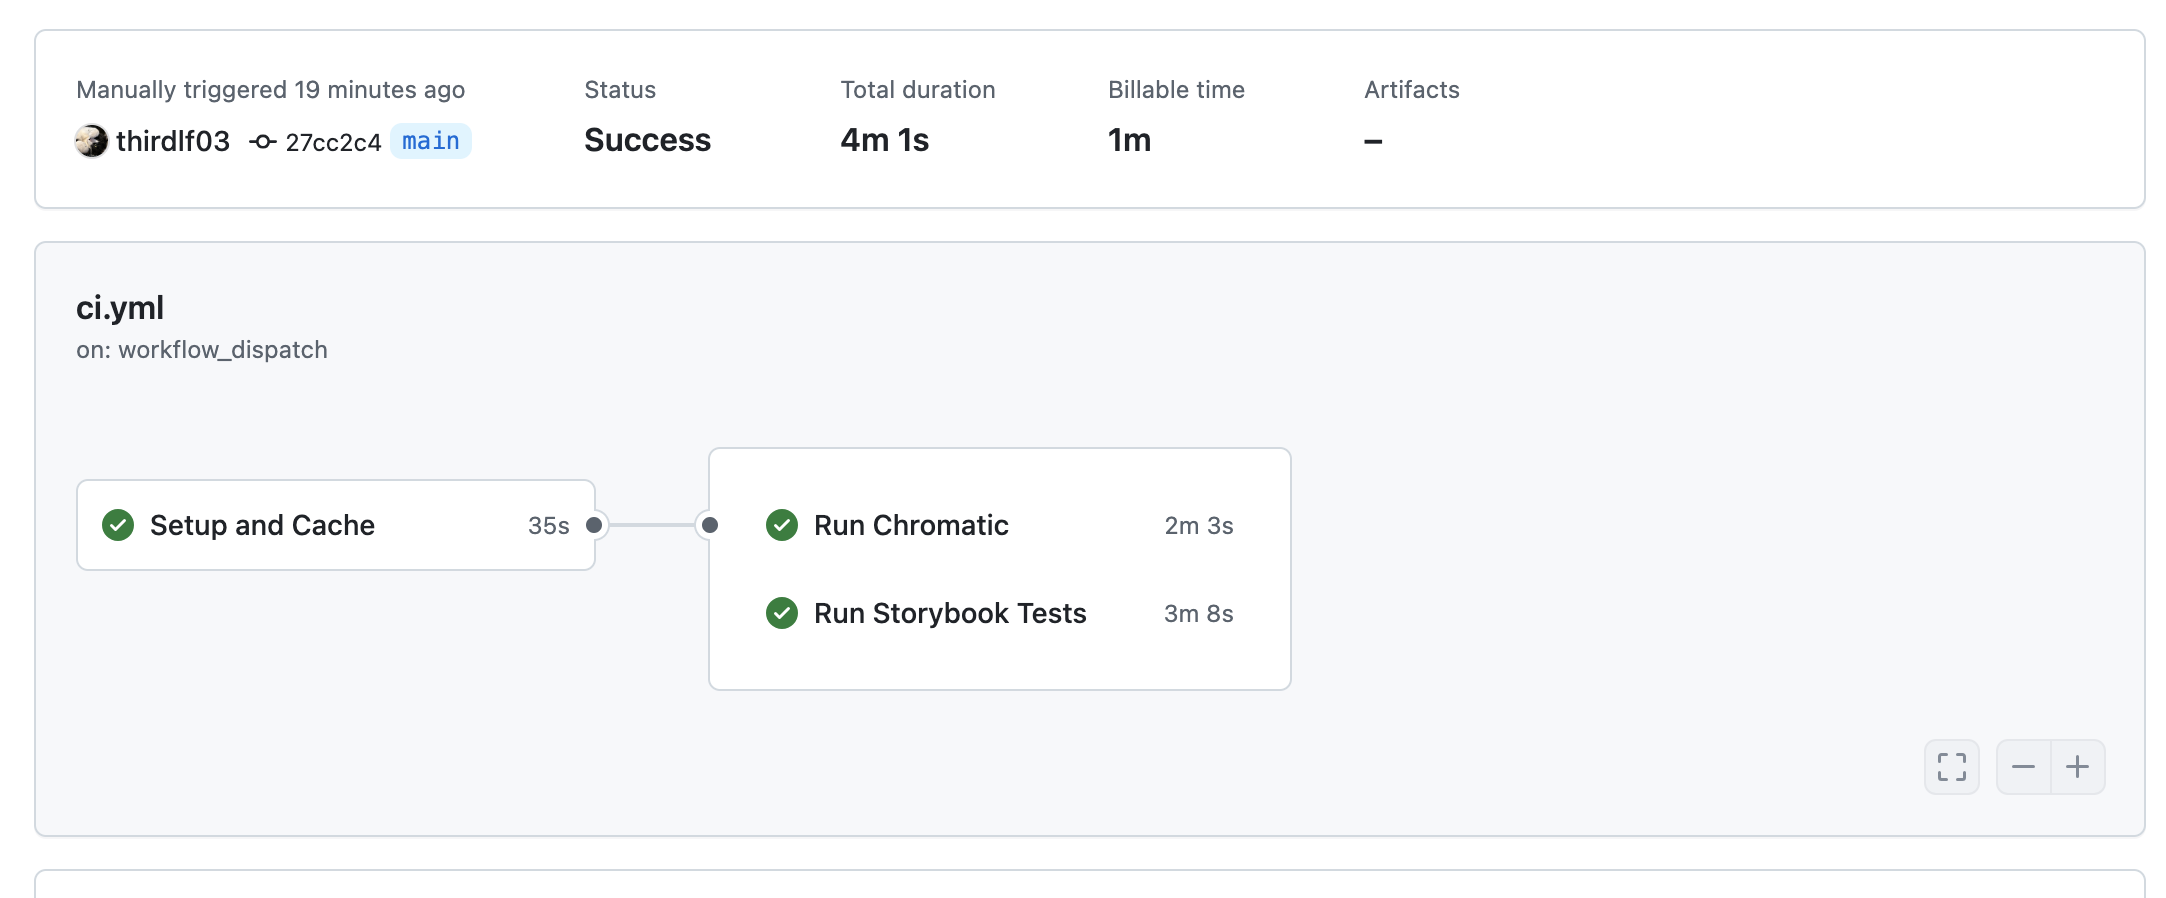 Manually triggered 19 minutes ago
thirdlf03 27cc2c4 main
Status
Success
Total duration
4m 1s
Billable time
1m
Artifacts
–
ci.yml
on: workflow_dispatch
Setup and Cache 35s
Run Chromatic 2m 3s
Run Storybook Tests 3m 8s